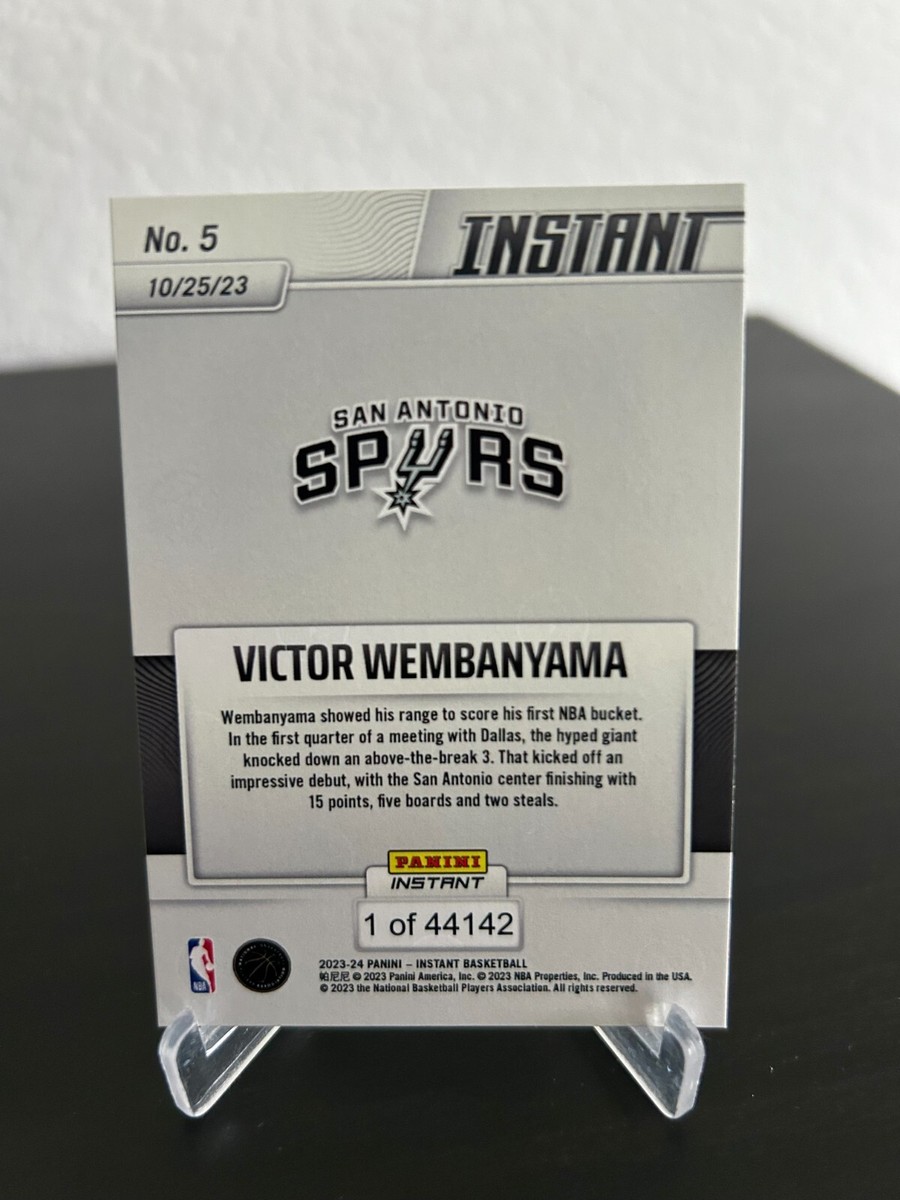 No. 5
INSTANT
10/25/23
SAN ANTONIO
SPURS
VICTOR WEMBANYAMA
Wembanyama showed his range to score his first NBA bucket.
In the first quarter of a meeting with Dallas, the hyped giant
knocked down an above-the-break 3. That kicked off an
impressive debut, with the San Antonio center finishing with
15 points, five boards and two steals.
PANINI
INSTANT
1 of 44142
NBA
2023-24 PANINI – INSTANT BASKETBALL
帕尼尼 © 2023 Panini America, Inc. © 2023 NBA Properties, Inc. Produced in the USA.
© 2023 the National Basketball Players Association. All rights reserved.